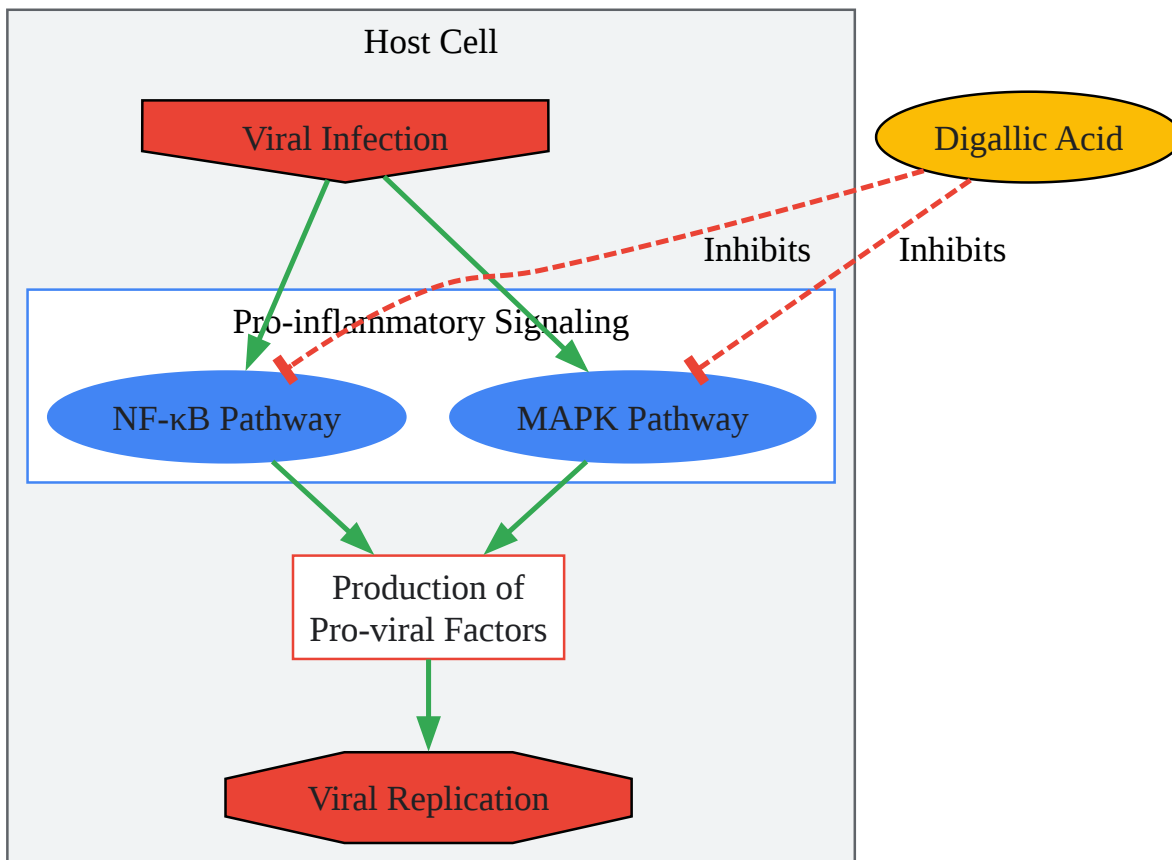 Host Cell
Viral Infection
Digallic Acid
Inhibits
Inhibits
Pro-inflammatory Signaling
NF-κB Pathway
MAPK Pathway
Production of
Pro-viral Factors
Viral Replication